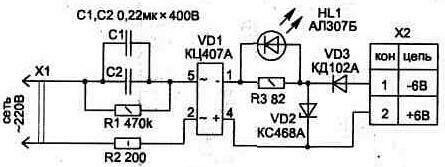 C1,C2 0,22мк×400В
C1
C2
X1
сеть
~220В
R1 470k
R2 200
VD1
КЦ407А
5
~
-
1
2
~
+
4
HL1
АЛ307Б
R3 82
VD2
КС468А
VD3
КД102А
X2
кон
цепь
1
-6В
2
+6В